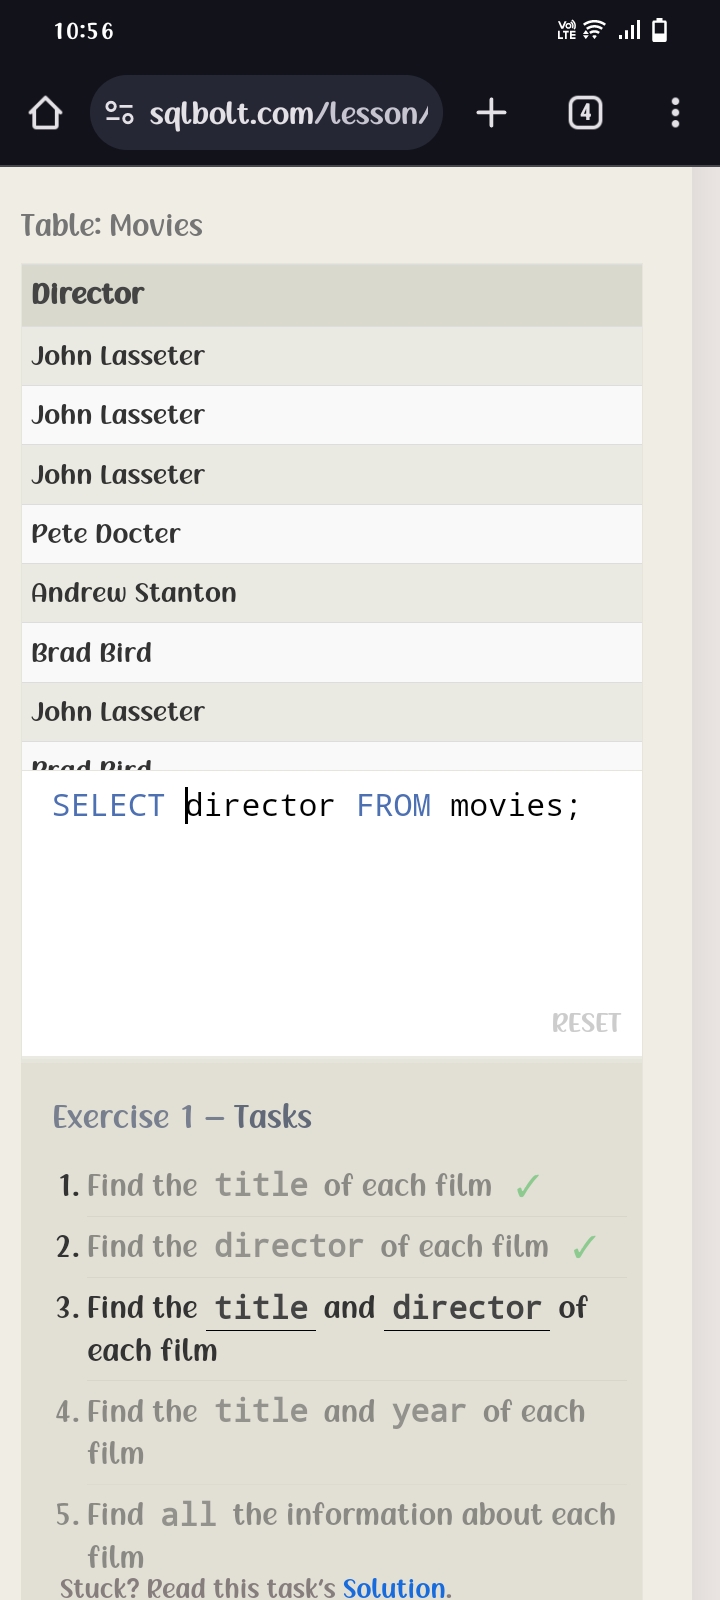 10:56
Vo)) LTE
sqlbolt.com/lesson/
4
Table: Movies
Director
John Lasseter
John Lasseter
John Lasseter
Pete Docter
Andrew Stanton
Brad Bird
John Lasseter
Brad Bird
SELECT director FROM movies;
RESET
Exercise 1 — Tasks
1. Find the title of each film ✓
2. Find the director of each film ✓
3. Find the title and director of
each film
4. Find the title and year of each
film
5. Find all the information about each
film
Stuck? Read this task's Solution.